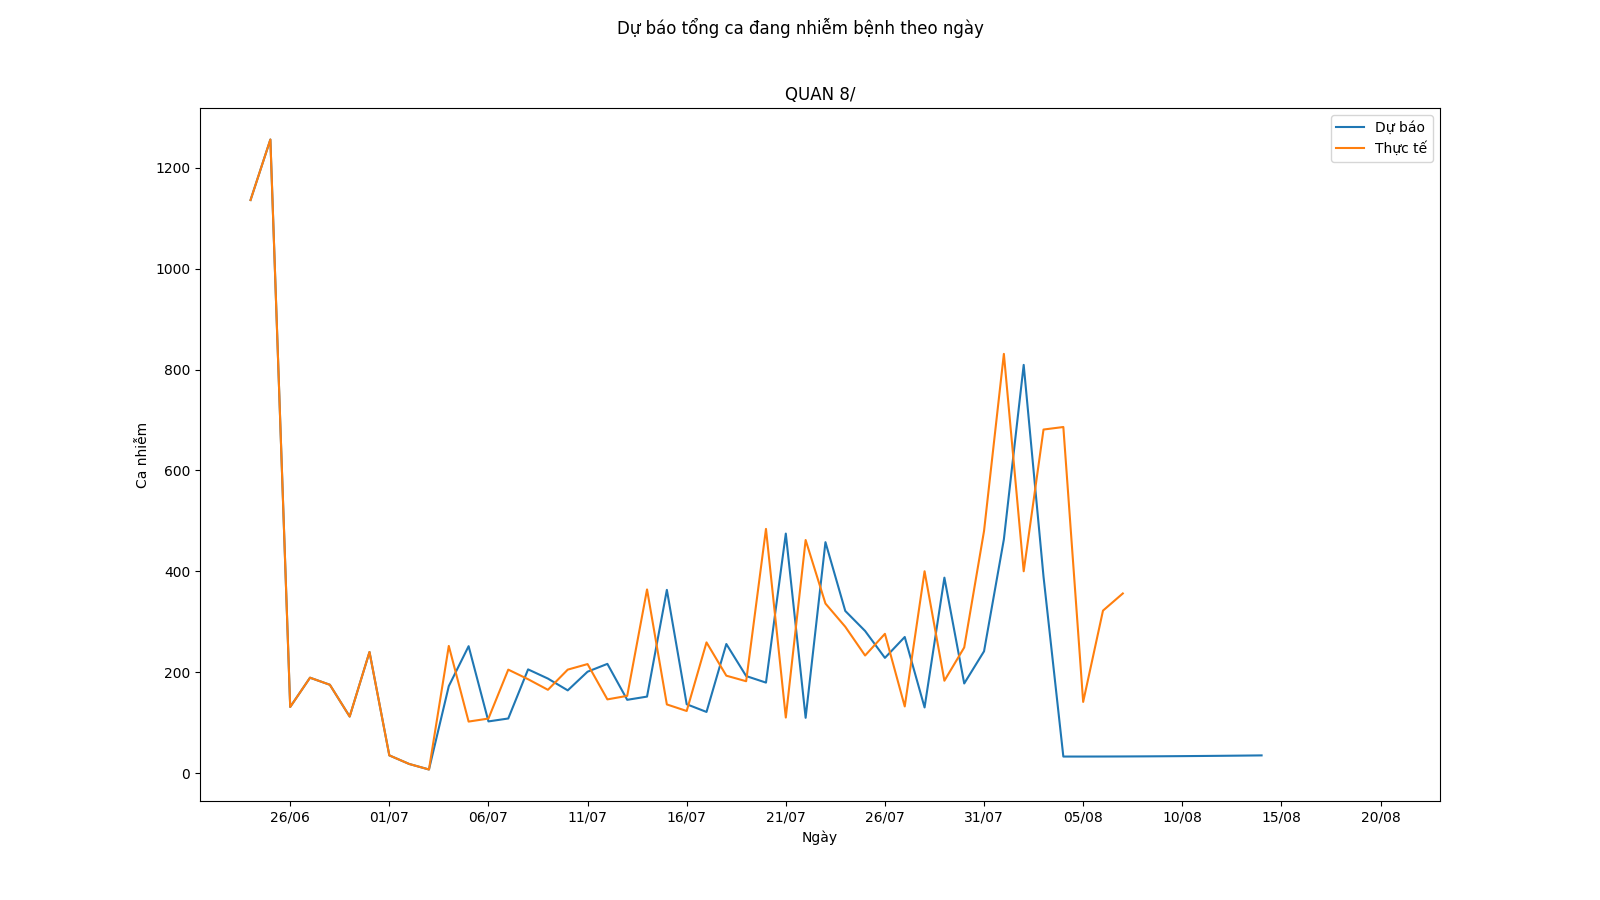 Dự báo tổng ca đang nhiễm bệnh theo ngày
QUAN 8/
Dự báo
Thực tế
1200
1000
800
600
400
200
0
Ca nhiễm
26/06 01/07 06/07 11/07 16/07 21/07 26/07 31/07 05/08 10/08 15/08 20/08
Ngày